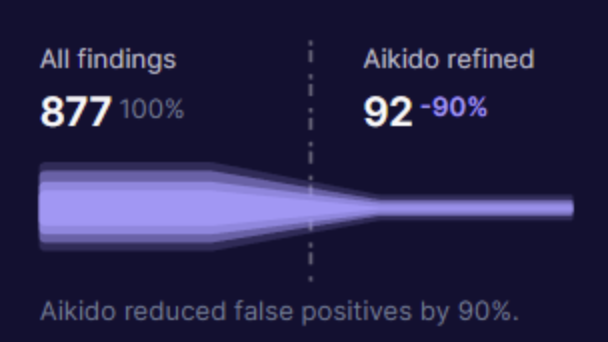 All findings
877 100%
Aikido refined
92 -90%
Aikido reduced false positives by 90%.